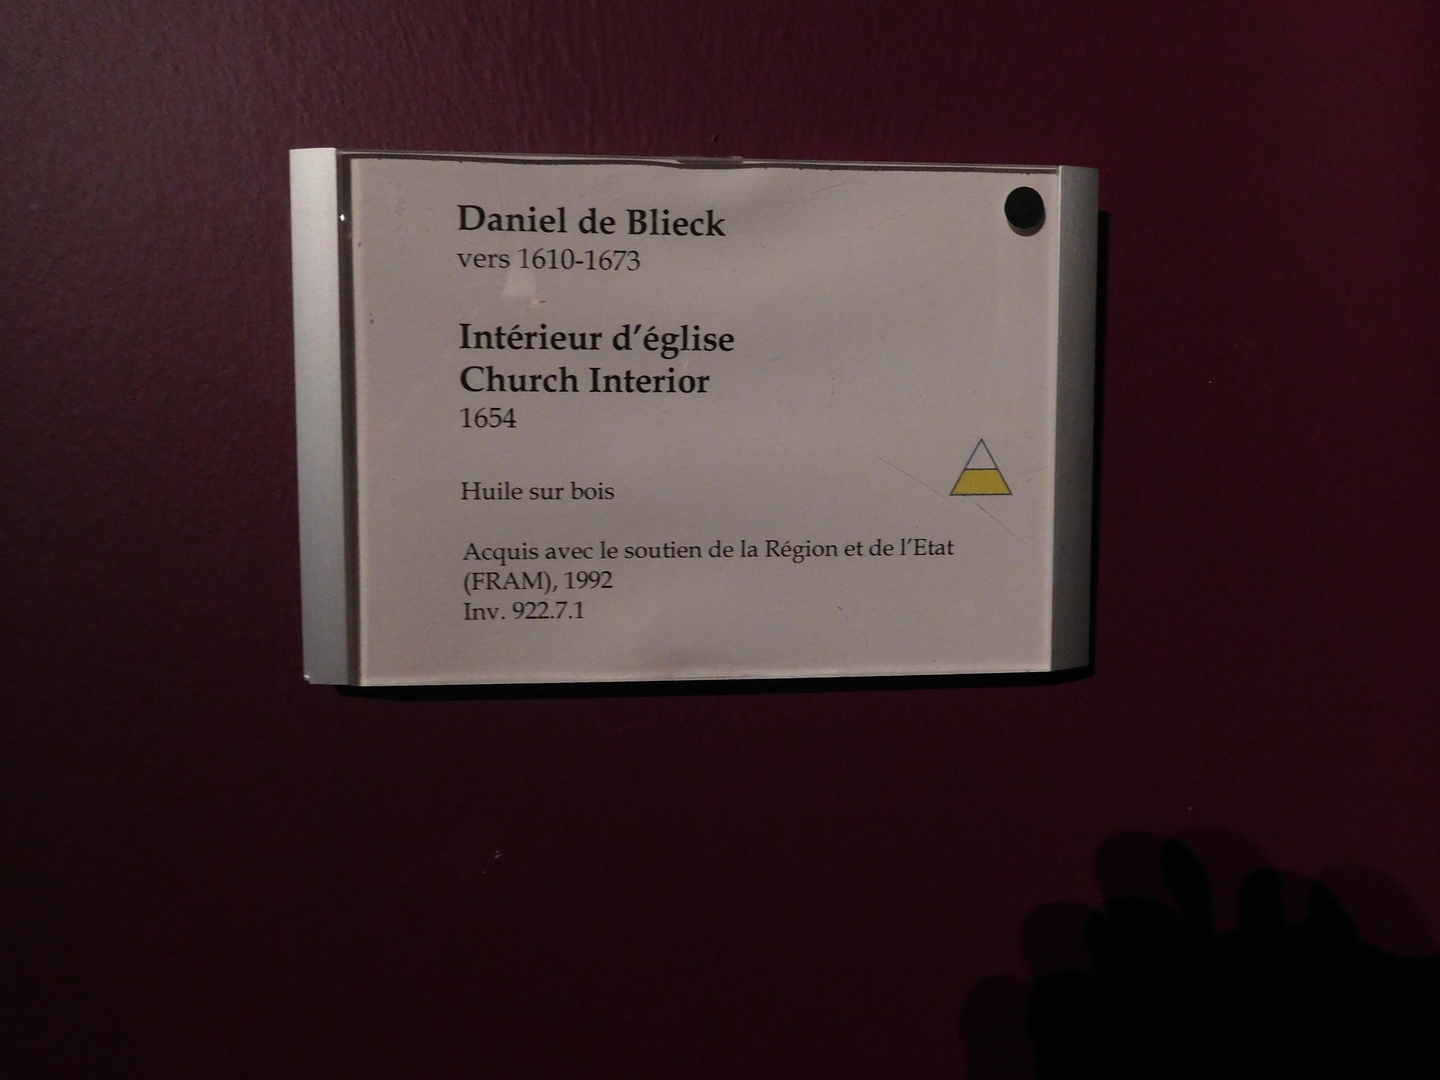 Daniel de Blieck
vers 1610-1673
Intérieur d'église
Church Interior
1654
Huile sur bois
Acquis avec le soutien de la Région et de l'Etat
(FRAM), 1992
Inv. 922.7.1